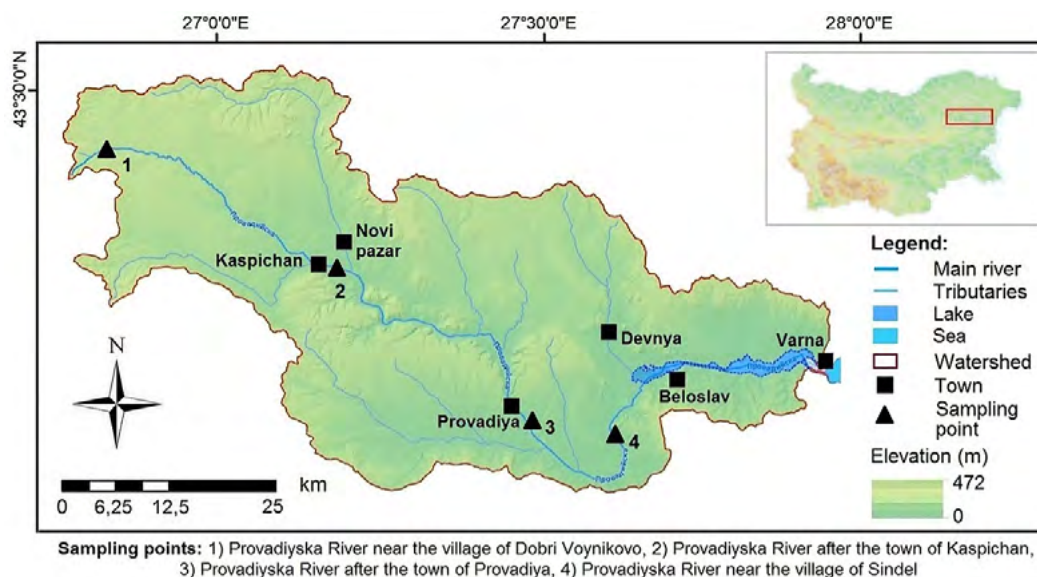 27°0'0"E
27°30'0"E
28°0'0"E
43°30'0"N
1
Novi
pazar
Kaspichan
2
Devnya
Varna
Beloslav
Provadiya
3
4
N
km
0
6,25
12,5
25
Legend:
Main river
Tributaries
Lake
Sea
Watershed
Town
Sampling
point
Elevation (m)
472
0
Sampling points: 1) Provadiyska River near the village of Dobri Voynikovo, 2) Provadiyska River after the town of Kaspichan,
3) Provadiyska River after the town of Provadiya, 4) Provadiyska River near the village of Sindel